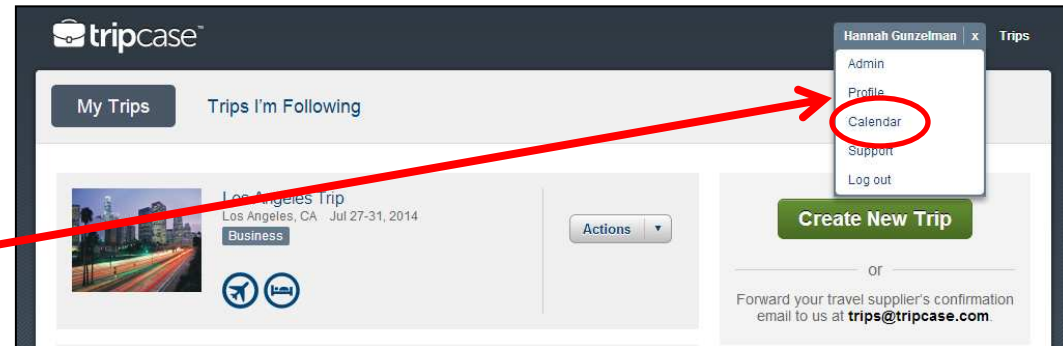 tripcase™
Hannah Gunzelman x Trips
Admin
Profile
Calendar
Support
Log out
My Trips Trips I'm Following
Los Angeles Trip
Los Angeles, CA Jul 27-31, 2014
Business
Actions
Create New Trip
or
Forward your travel supplier's confirmation
email to us at trips@tripcase.com.